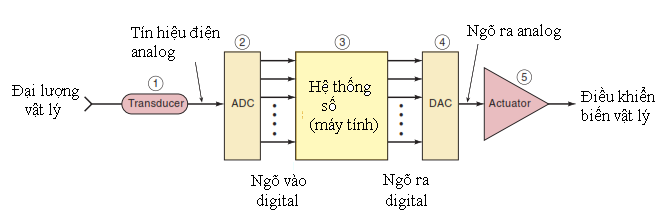 Tín hiệu điện
analog
Đại lượng
vật lý
1
Transducer
2
ADC
Ngõ vào
digital
3
Hệ thống
số
(máy tính)
Ngõ ra
digital
4
DAC
Ngõ ra analog
5
Actuator
Điều khiển
biến vật lý